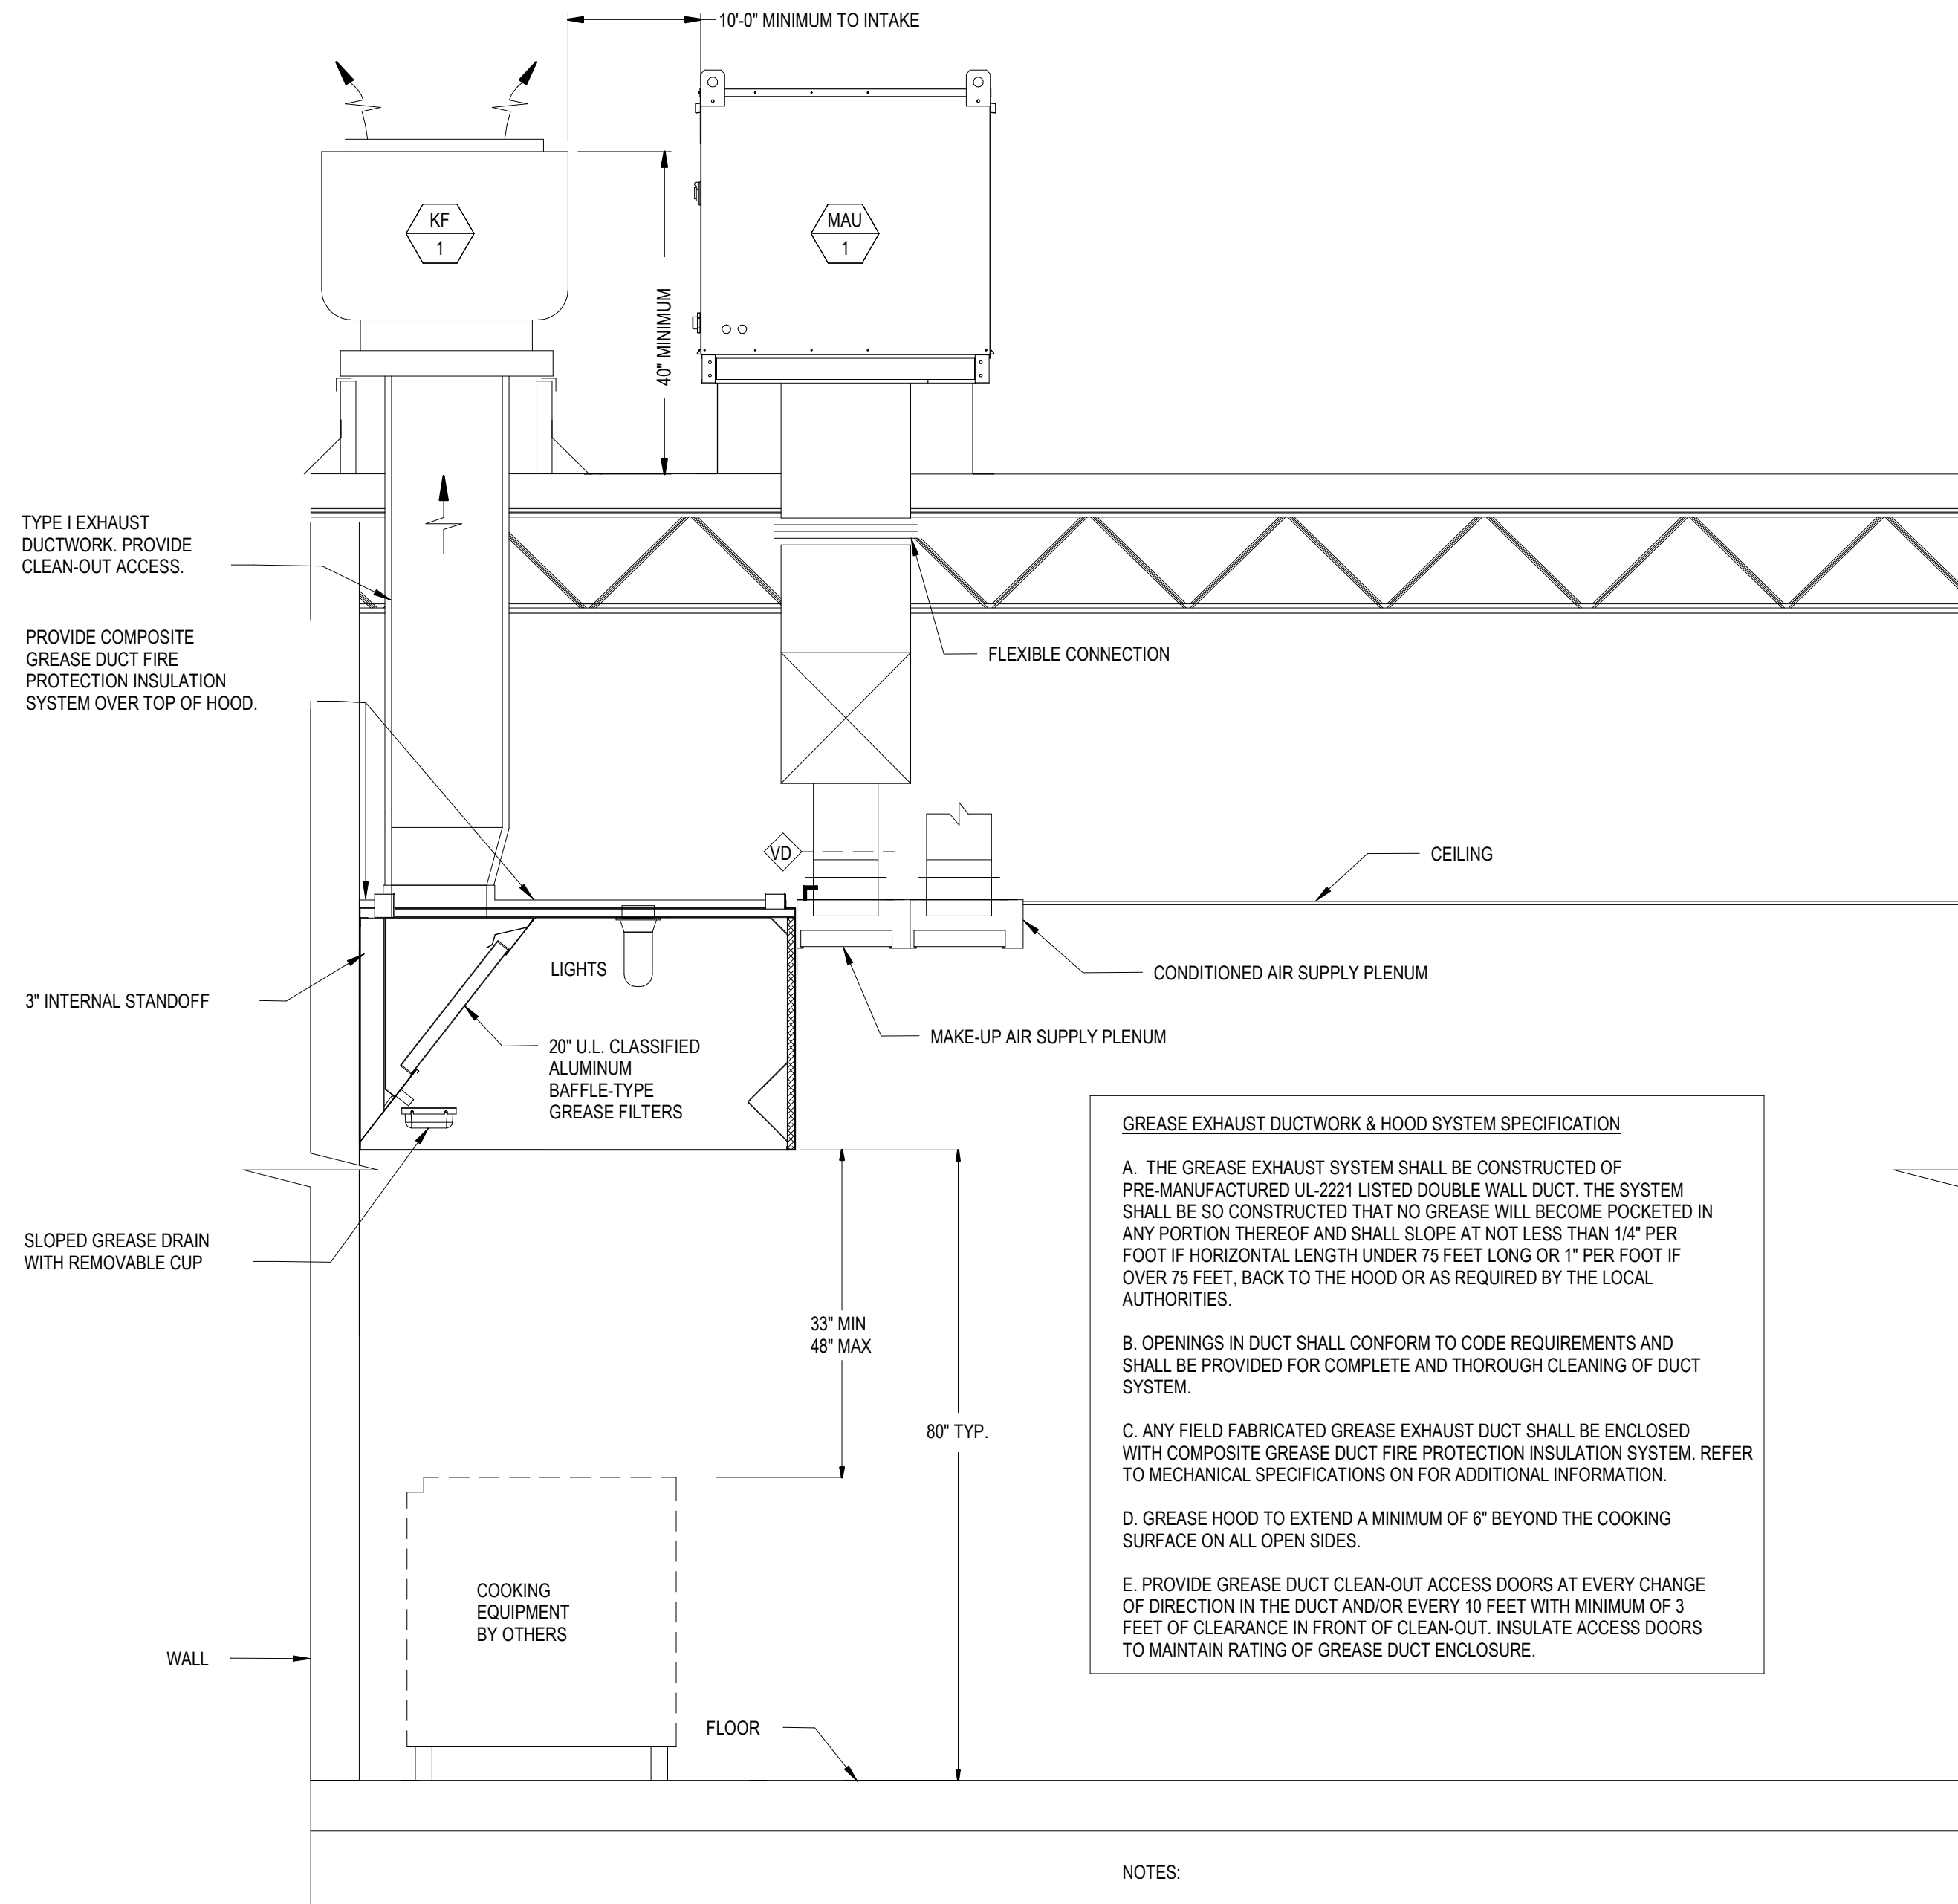 10'-0" MINIMUM TO INTAKE
KF
1
MAU
1
40" MINIMUM
TYPE I EXHAUST
DUCTWORK. PROVIDE
CLEAN-OUT ACCESS.
PROVIDE COMPOSITE
GREASE DUCT FIRE
PROTECTION INSULATION
SYSTEM OVER TOP OF HOOD.
FLEXIBLE CONNECTION
VD
CEILING
LIGHTS
CONDITIONED AIR SUPPLY PLENUM
3" INTERNAL STANDOFF
MAKE-UP AIR SUPPLY PLENUM
20" U.L. CLASSIFIED
ALUMINUM
BAFFLE-TYPE
GREASE FILTERS
SLOPED GREASE DRAIN
WITH REMOVABLE CUP
33" MIN
48" MAX
80" TYP.
COOKING
EQUIPMENT
BY OTHERS
WALL
FLOOR
GREASE EXHAUST DUCTWORK & HOOD SYSTEM SPECIFICATION
A. THE GREASE EXHAUST SYSTEM SHALL BE CONSTRUCTED OF
PRE-MANUFACTURED UL-2221 LISTED DOUBLE WALL DUCT. THE SYSTEM
SHALL BE SO CONSTRUCTED THAT NO GREASE WILL BECOME POCKETED IN
ANY PORTION THEREOF AND SHALL SLOPE AT NOT LESS THAN 1/4" PER
FOOT IF HORIZONTAL LENGTH UNDER 75 FEET LONG OR 1" PER FOOT IF
OVER 75 FEET, BACK TO THE HOOD OR AS REQUIRED BY THE LOCAL
AUTHORITIES.
B. OPENINGS IN DUCT SHALL CONFORM TO CODE REQUIREMENTS AND
SHALL BE PROVIDED FOR COMPLETE AND THOROUGH CLEANING OF DUCT
SYSTEM.
C. ANY FIELD FABRICATED GREASE EXHAUST DUCT SHALL BE ENCLOSED
WITH COMPOSITE GREASE DUCT FIRE PROTECTION INSULATION SYSTEM. REFER
TO MECHANICAL SPECIFICATIONS ON FOR ADDITIONAL INFORMATION.
D. GREASE HOOD TO EXTEND A MINIMUM OF 6" BEYOND THE COOKING
SURFACE ON ALL OPEN SIDES.
E. PROVIDE GREASE DUCT CLEAN-OUT ACCESS DOORS AT EVERY CHANGE
OF DIRECTION IN THE DUCT AND/OR EVERY 10 FEET WITH MINIMUM OF 3
FEET OF CLEARANCE IN FRONT OF CLEAN-OUT. INSULATE ACCESS DOORS
TO MAINTAIN RATING OF GREASE DUCT ENCLOSURE.
NOTES: